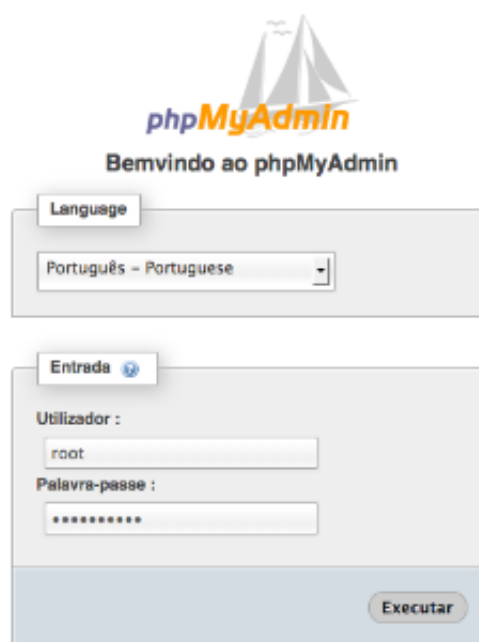 phpMyAdmin
Bemvindo ao phpMyAdmin
Language
Português - Portuguese
Entrada
Utilizador :
root
Palavra-passe :
••••••••••
Executar